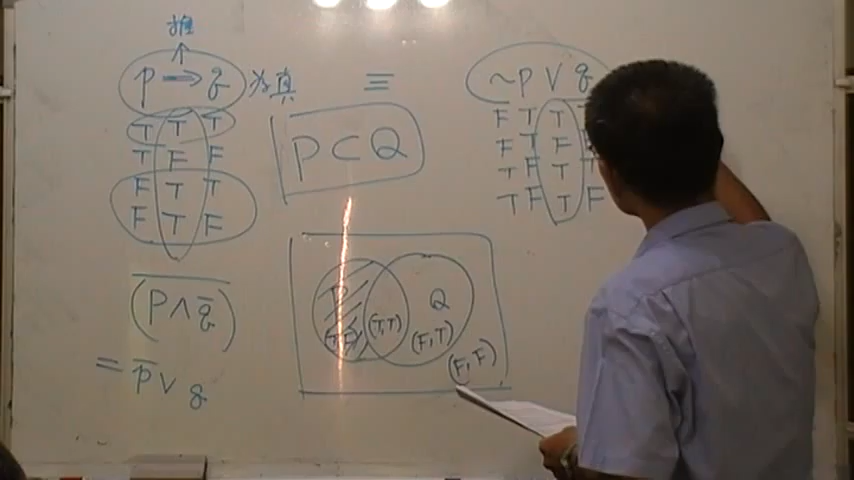 推
↑
p → q 为真 ≡ ~P ∨ q
T T T
T F F
F T T
F T F
P ⊂ Q
F T T
F T F
T F T
T F T F
(P ∧ q̅)‾
= p̅ ∨ q
P Q
(T,F) (T,T) (F,T)
(F,F)